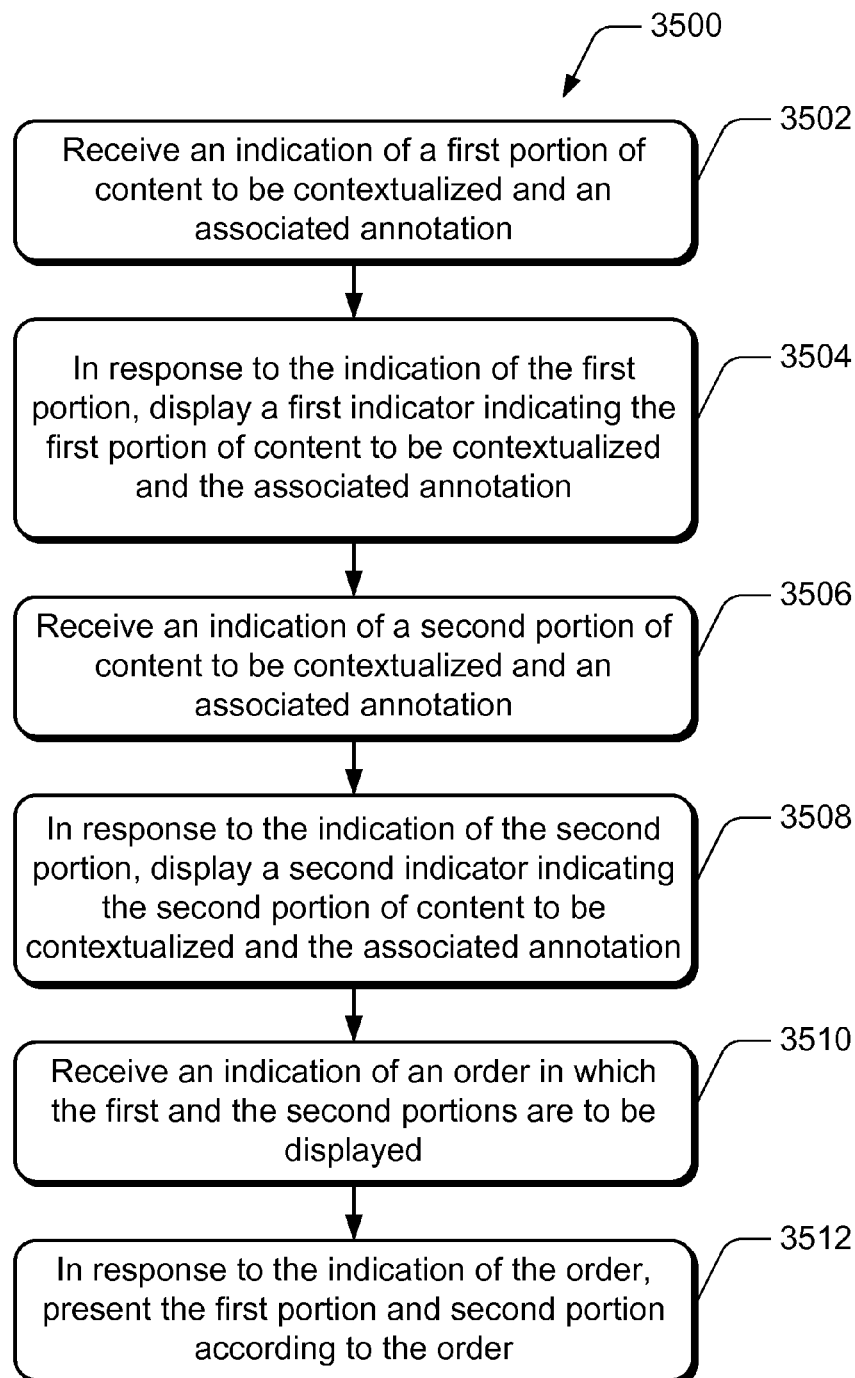 3500
3502
Receive an indication of a first portion of
content to be contextualized and an
associated annotation
3504
In response to the indication of the first
portion, display a first indicator indicating the
first portion of content to be contextualized
and the associated annotation
3506
Receive an indication of a second portion of
content to be contextualized and an
associated annotation
3508
In response to the indication of the second
portion, display a second indicator indicating
the second portion of content to be
contextualized and the associated annotation
3510
Receive an indication of an order in which
the first and the second portions are to be
displayed
3512
In response to the indication of the order,
present the first portion and second portion
according to the order